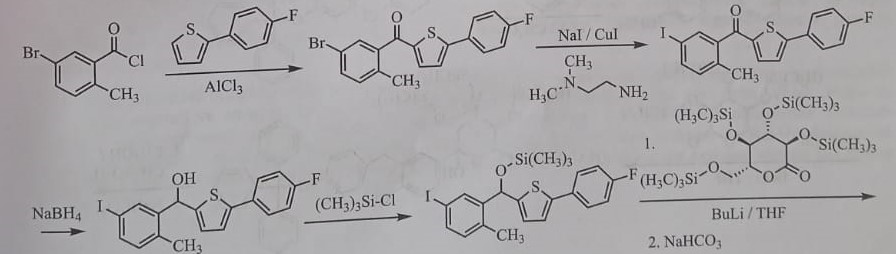 Br
O
Cl
CH₃
S
F
AlCl₃
Br
O
S
F
CH₃
NaI / CuI
CH₃
N
H₃C
NH₂
I
O
S
F
CH₃
NaBH₄
OH
I
S
F
CH₃
(CH₃)₃Si-Cl
Si(CH₃)₃
O
I
S
F
CH₃
1.
(H₃C)₃Si
O
O
Si(CH₃)₃
O
Si(CH₃)₃
(H₃C)₃Si
O
O
O
BuLi / THF
2. NaHCO₃